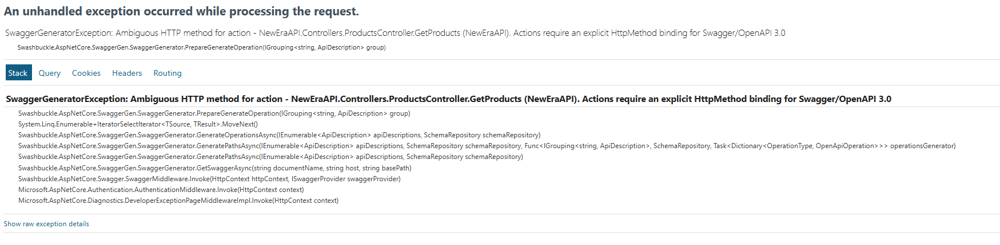 An unhandled exception occurred while processing the request.
SwaggerGeneratorException: Ambiguous HTTP method for action - NewEraAPI.Controllers.ProductsController.GetProducts (NewEraAPI). Actions require an explicit HttpMethod binding for Swagger/OpenAPI 3.0
Swashbuckle.AspNetCore.SwaggerGen.SwaggerGenerator.PrepareGenerateOperation(IGrouping<string, ApiDescription> group)
Stack Query Cookies Headers Routing
SwaggerGeneratorException: Ambiguous HTTP method for action - NewEraAPI.Controllers.ProductsController.GetProducts (NewEraAPI). Actions require an explicit HttpMethod binding for Swagger/OpenAPI 3.0
Swashbuckle.AspNetCore.SwaggerGen.SwaggerGenerator.PrepareGenerateOperation(IGrouping<string, ApiDescription> group)
System.Linq.Enumerable+IteratorSelectIterator<TSource, TResult>.MoveNext()
Swashbuckle.AspNetCore.SwaggerGen.SwaggerGenerator.GenerateOperationsAsync(IEnumerable<ApiDescription> apiDescriptions, SchemaRepository schemaRepository)
Swashbuckle.AspNetCore.SwaggerGen.SwaggerGenerator.GeneratePathsAsync(IEnumerable<ApiDescription> apiDescriptions, SchemaRepository schemaRepository, Func<IGrouping<string, ApiDescription>, SchemaRepository, Task<Dictionary<OperationType, OpenApiOperation>>> operationsGenerator)
Swashbuckle.AspNetCore.SwaggerGen.SwaggerGenerator.GeneratePathsAsync(IEnumerable<ApiDescription> apiDescriptions, SchemaRepository schemaRepository)
Swashbuckle.AspNetCore.SwaggerGen.SwaggerGenerator.GetSwaggerAsync(string documentName, string host, string basePath)
Swashbuckle.AspNetCore.Swagger.SwaggerMiddleware.Invoke(HttpContext httpContext, ISwaggerProvider swaggerProvider)
Microsoft.AspNetCore.Authentication.AuthenticationMiddleware.Invoke(HttpContext context)
Microsoft.AspNetCore.Diagnostics.DeveloperExceptionPageMiddlewareImpl.Invoke(HttpContext context)
Show raw exception details